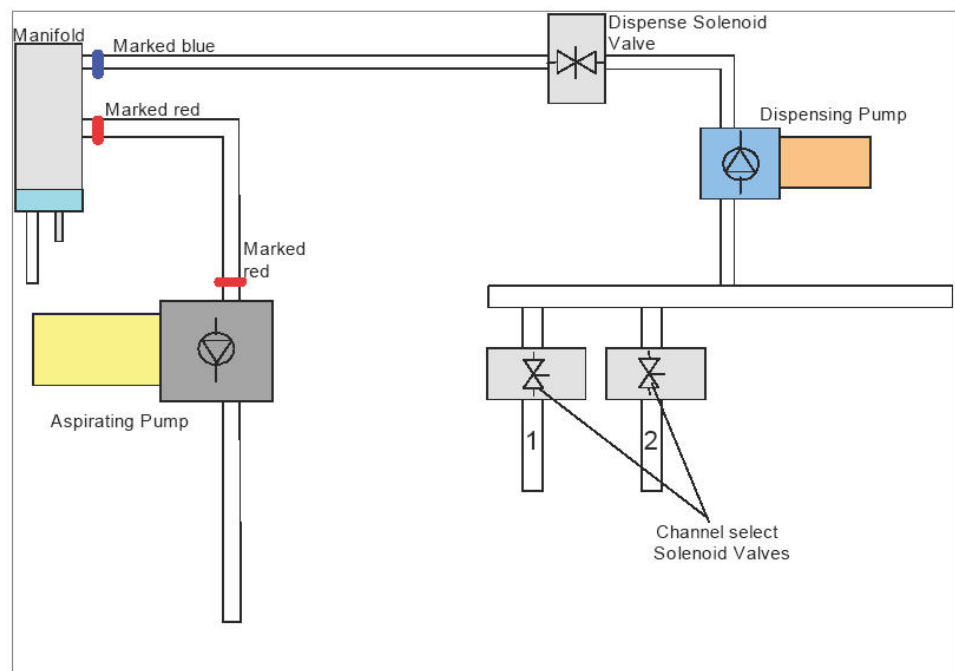 Manifold
Marked blue
Dispense Solenoid
Valve
Marked red
Dispensing Pump
Marked
red
Aspirating Pump
1
2
Channel select
Solenoid Valves